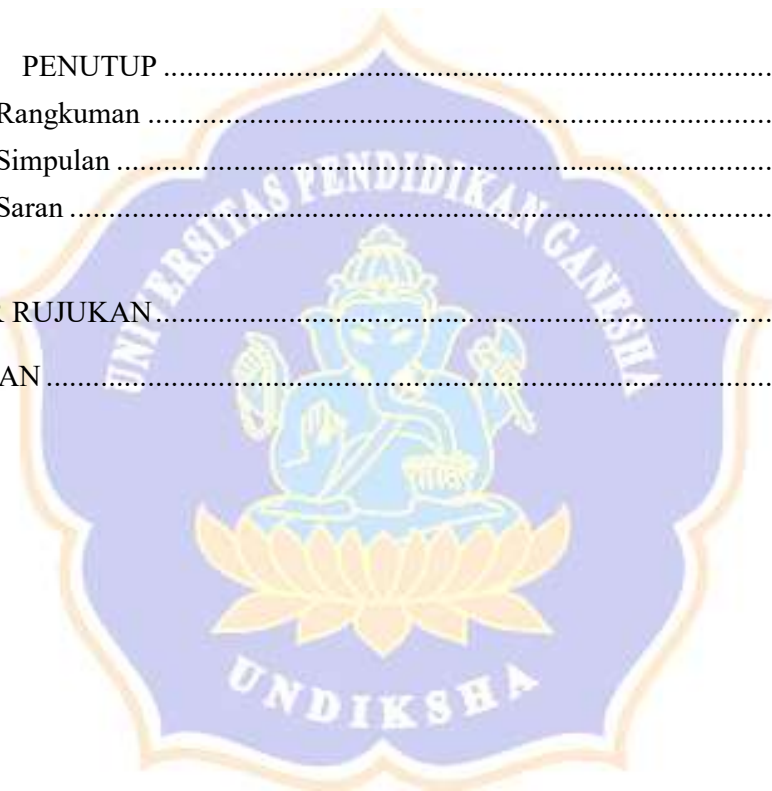 PENUTUP ................................................................................
Rangkuman ................................................................................
Simpulan ................................................................................
Saran ................................................................................
R RUJUKAN ................................................................................
AN ................................................................................
UNIVERSITAS PENDIDIKAN GANESHA
UNDIKSHA